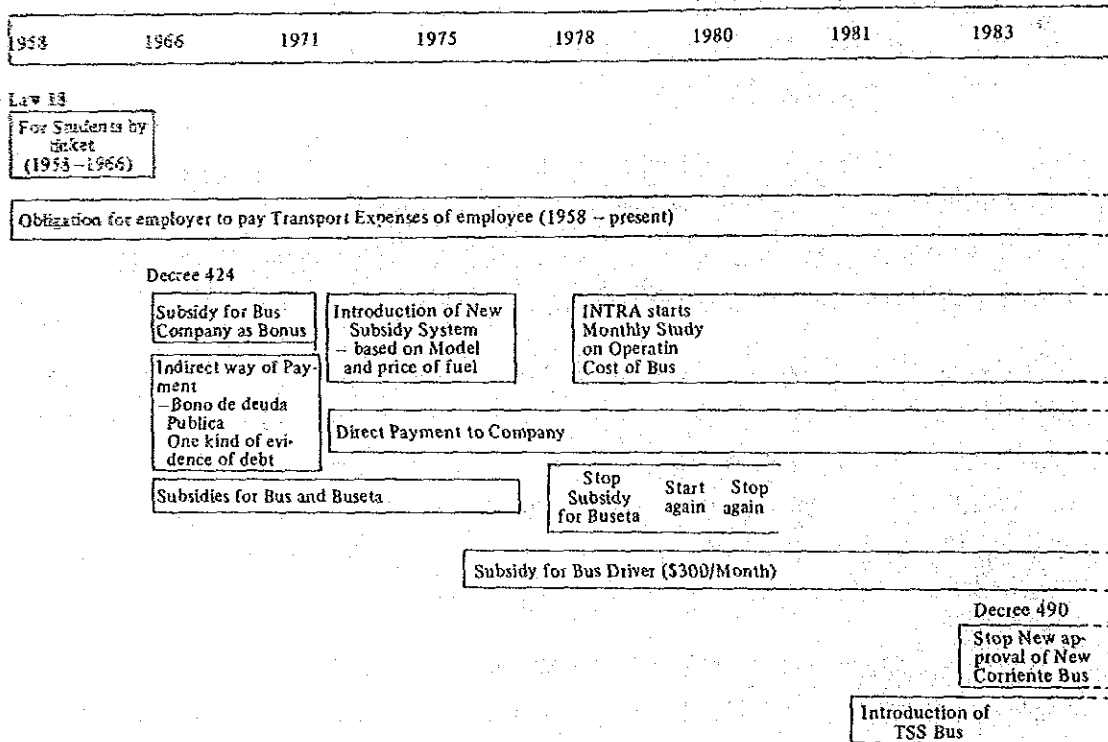 1958 1966 1971 1975 1978 1980 1981 1983
Law 13
For Students by
ticket
(1958–1966)
Obligation for employer to pay Transport Expenses of employee (1958 – present)
Decree 424
Subsidy for Bus
Company as Bonus
Introduction of New
Subsidy System
– based on Model
and price of fuel
INTRA starts
Monthly Study
on Operatin
Cost of Bus
Indirect way of Pay-
ment
–Bono de deuda
Publica
One kind of evi-
dence of debt
Direct Payment to Company
Subsidies for Bus and Buseta
Stop
Subsidy
for Buseta
Start
again
Stop
again
Subsidy for Bus Driver ($300/Month)
Decree 490
Stop New ap-
proval of New
Corriente Bus
Introduction of
TSS Bus